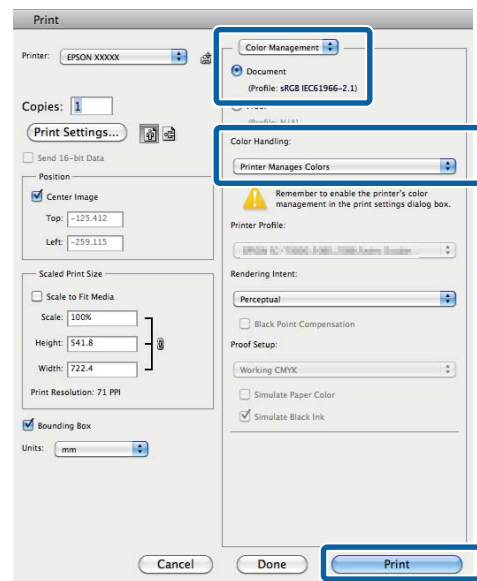 Print
Printer: EPSON XXXXX
Copies: 1
Print Settings...
Send 16-bit Data
Position
Center Image
Top: -125.412
Left: -259.115
Scaled Print Size
Scale to Fit Media
Scale: 100%
Height: 541.8
Width: 722.4
Print Resolution: 71 PPI
Bounding Box
Units: mm
Color Management
Document
(Profile: sRGB IEC61966-2.1)
(Profile: N/A)
Color Handling:
Printer Manages Colors
Remember to enable the printer's color
management in the print settings dialog box.
Printer Profile:
Rendering Intent:
Perceptual
Black Point Compensation
Proof Setup:
Working CMYK
Simulate Paper Color
Simulate Black Ink
Cancel
Done
Print